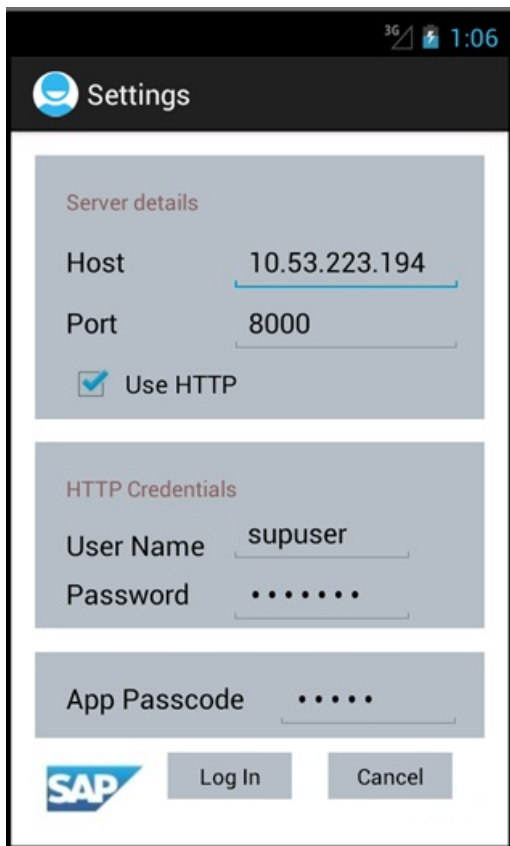 3G 1:06
Settings
Server details
Host 10.53.223.194
Port 8000
Use HTTP
HTTP Credentials
User Name supuser
Password •••••••
App Passcode •••••
SAP Log In Cancel